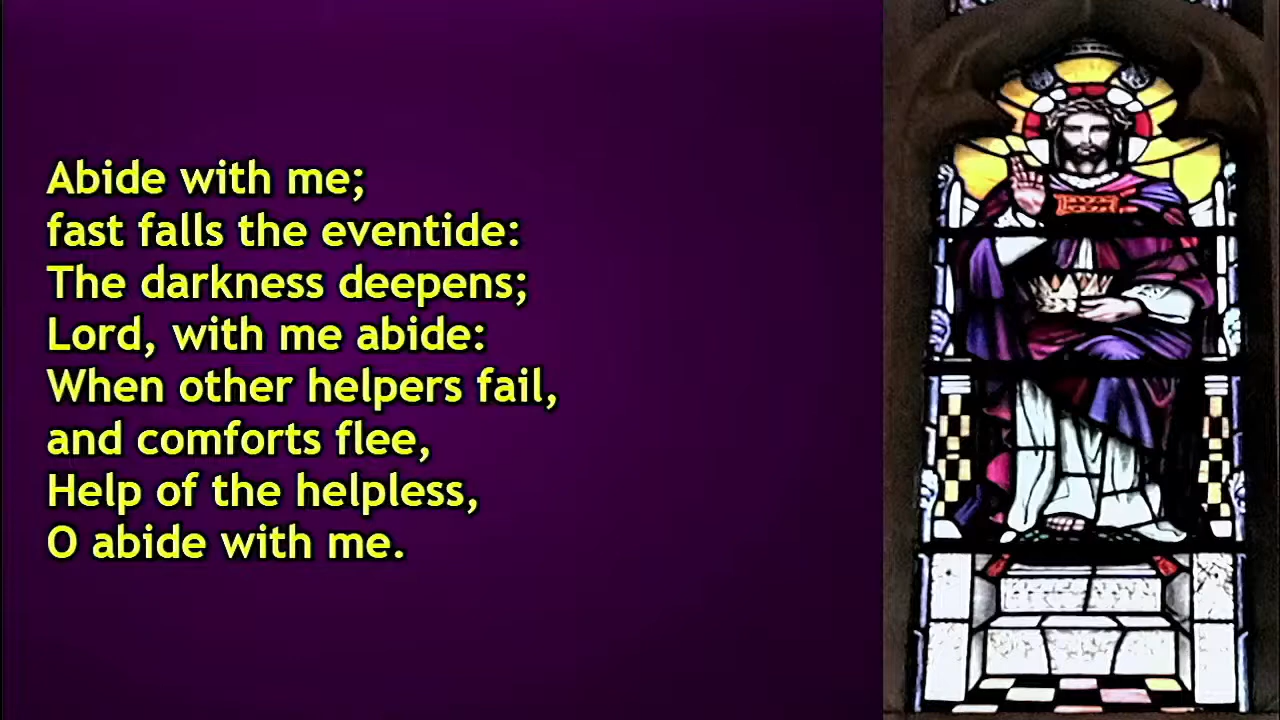 Abide with me;
fast falls the eventide:
The darkness deepens;
Lord, with me abide:
When other helpers fail,
and comforts flee,
Help of the helpless,
O abide with me.